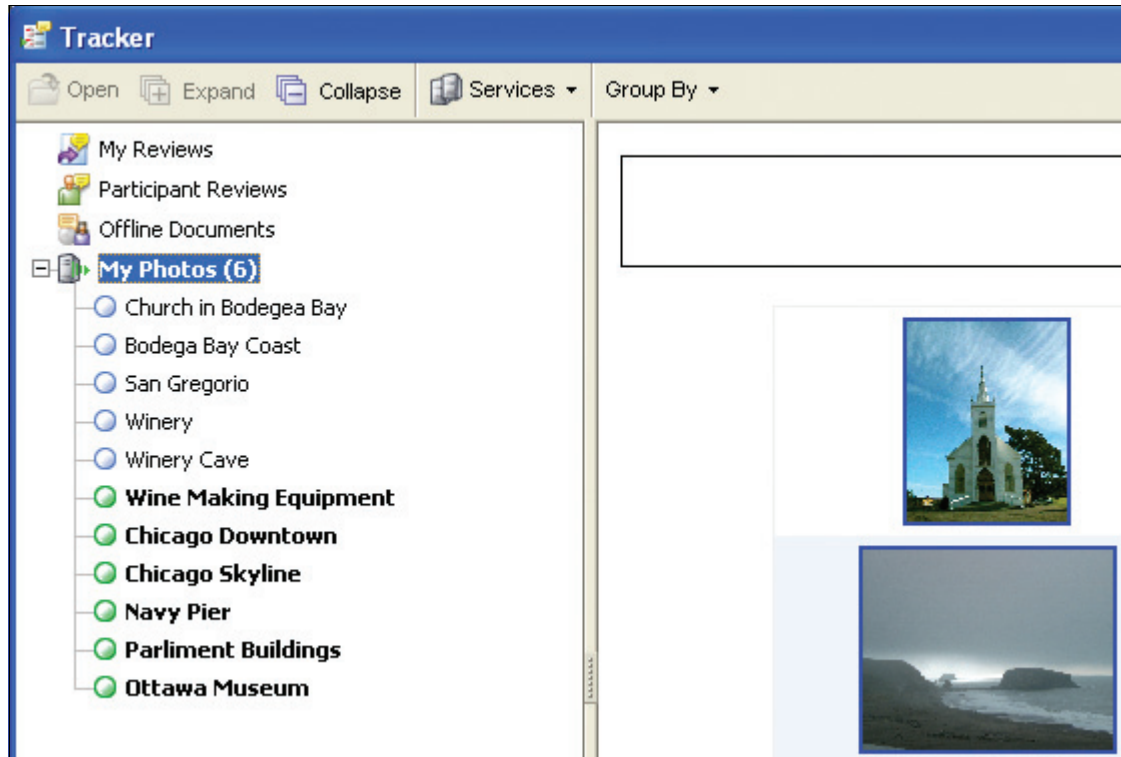 Tracker
Open Expand Collapse Services Group By
My Reviews
Participant Reviews
Offline Documents
My Photos (6)
Church in Bodegea Bay
Bodega Bay Coast
San Gregorio
Winery
Winery Cave
Wine Making Equipment
Chicago Downtown
Chicago Skyline
Navy Pier
Parliment Buildings
Ottawa Museum